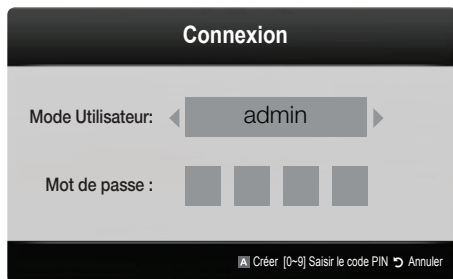 Connexion
Mode Utilisateur: admin
Mot de passe :
A Créer [0~9] Saisir le code PIN Annuler